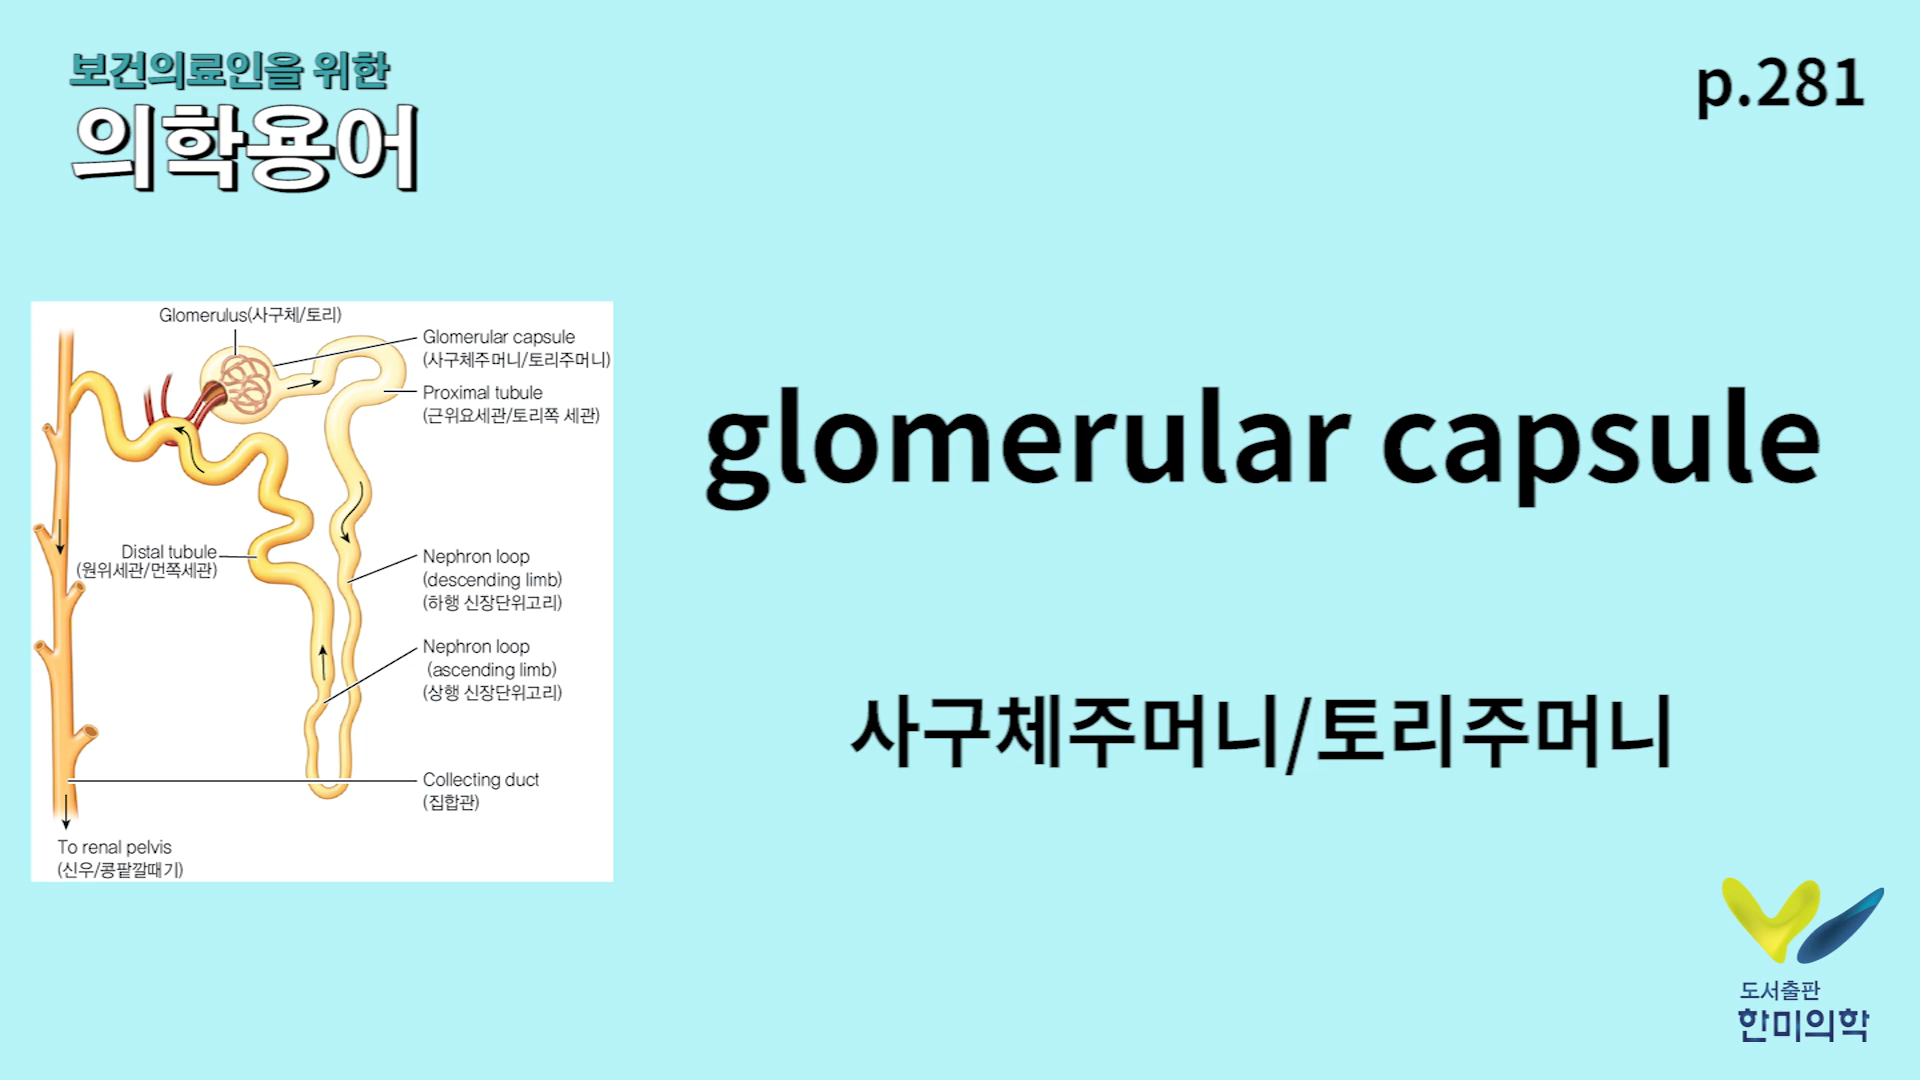 보건의료인을 위한
의학용어
p.281
Glomerulus(사구체/토리)
Glomerular capsule
(사구체주머니/토리주머니)
Proximal tubule
(근위요세관/토리쪽 세관)
Distal tubule
(원위세관/먼쪽세관)
Nephron loop
(descending limb)
(하행 신장단위고리)
Nephron loop
(ascending limb)
(상행 신장단위고리)
Collecting duct
(집합관)
To renal pelvis
(신우/콩팥깔때기)
glomerular capsule
사구체주머니/토리주머니
도서출판
한미의학